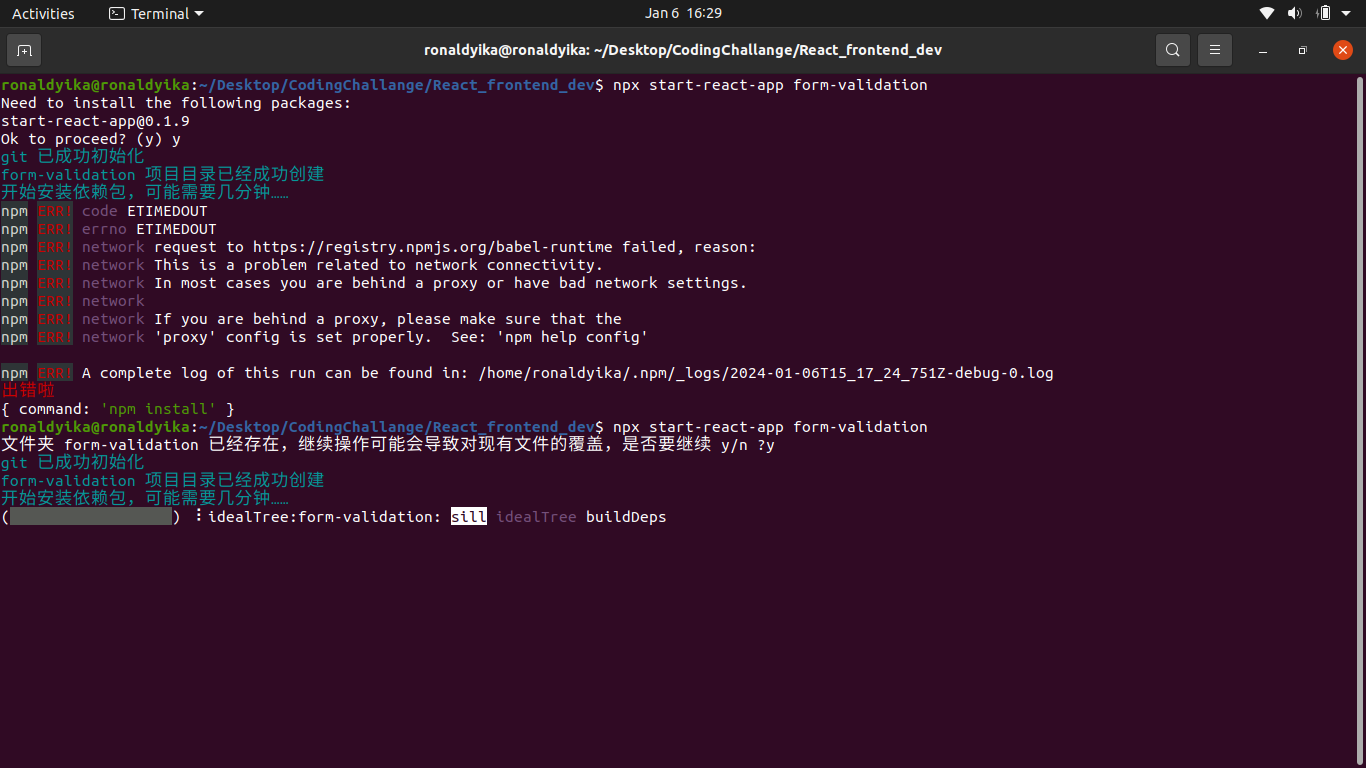 Activities Terminal Jan 6 16:29
ronaldyika@ronaldyika: ~/Desktop/CodingChallange/React_frontend_dev
ronaldyika@ronaldyika:~/Desktop/CodingChallange/React_frontend_dev$ npx start-react-app form-validation
Need to install the following packages:
start-react-app@0.1.9
Ok to proceed? (y) y
git 已成功初始化
form-validation 项目目录已经成功创建
开始安装依赖包，可能需要几分钟……
npm ERR! code ETIMEDOUT
npm ERR! errno ETIMEDOUT
npm ERR! network request to https://registry.npmjs.org/babel-runtime failed, reason:
npm ERR! network This is a problem related to network connectivity.
npm ERR! network In most cases you are behind a proxy or have bad network settings.
npm ERR! network
npm ERR! network If you are behind a proxy, please make sure that the
npm ERR! network 'proxy' config is set properly.  See: 'npm help config'
npm ERR! A complete log of this run can be found in: /home/ronaldyika/.npm/_logs/2024-01-06T15_17_24_751Z-debug-0.log
出错啦
{ command: 'npm install' }
ronaldyika@ronaldyika:~/Desktop/CodingChallange/React_frontend_dev$ npx start-react-app form-validation
文件夹 form-validation 已经存在，继续操作可能会导致对现有文件的覆盖，是否要继续 y/n ?y
git 已成功初始化
form-validation 项目目录已经成功创建
开始安装依赖包，可能需要几分钟……
( ) ⠸ idealTree:form-validation: sill idealTree buildDeps